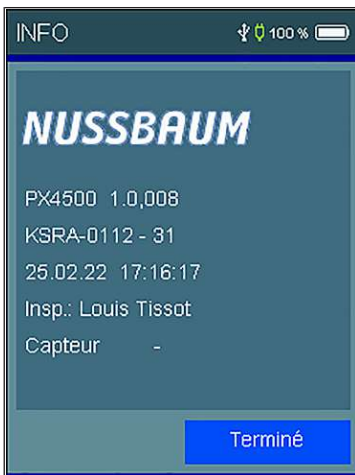 INFO 100 %
NUSSBAUM
PX4500 1.0,008
KSRA-0112 - 31
25.02.22 17:16:17
Insp.: Louis Tissot
Capteur -
Terminé